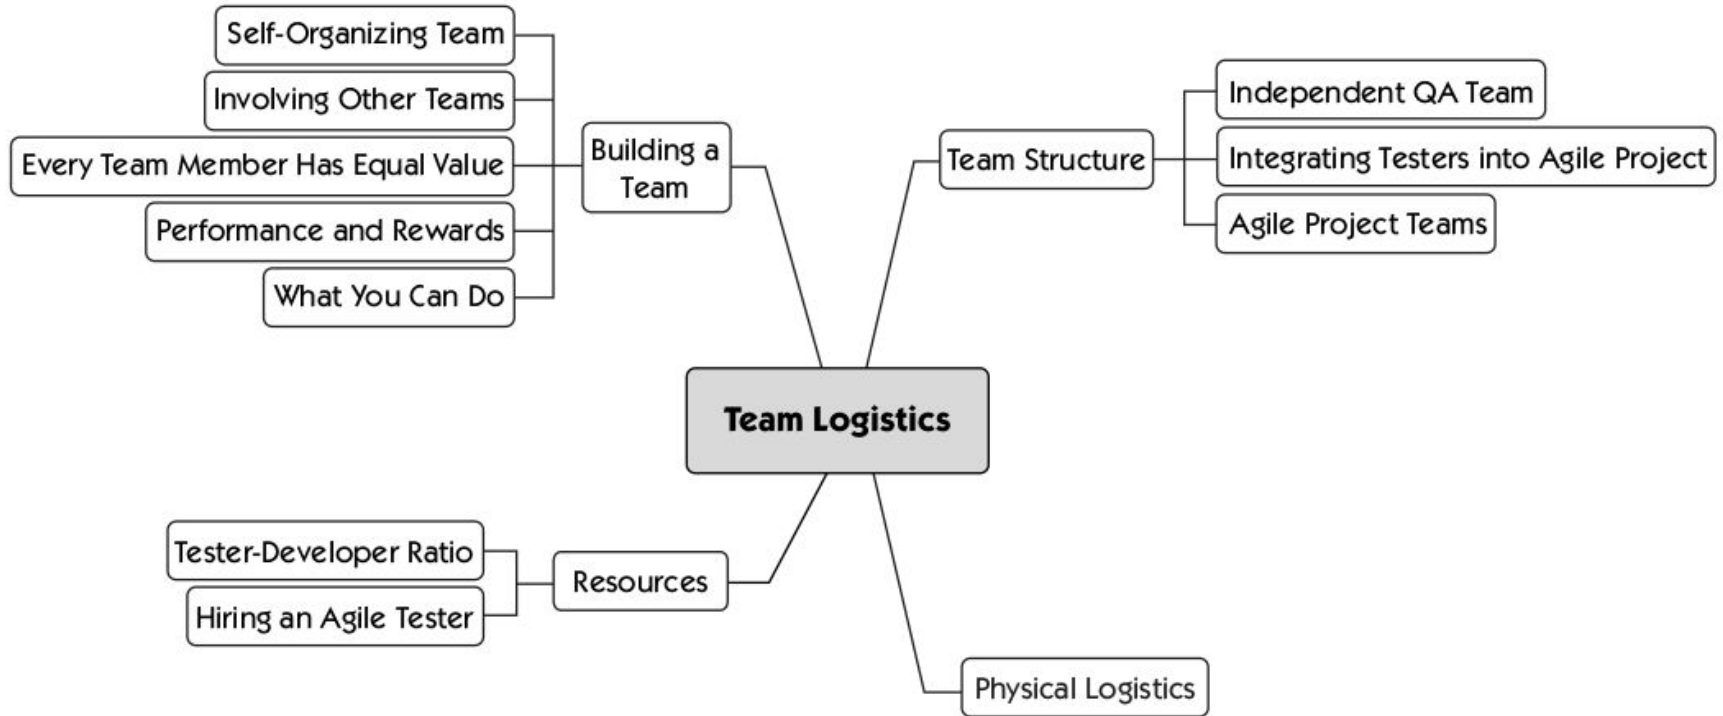 Team Logistics
Team Structure
Independent QA Team
Integrating Testers into Agile Project
Agile Project Teams
Physical Logistics
Resources
Tester-Developer Ratio
Hiring an Agile Tester
Building a
Team
Self-Organizing Team
Involving Other Teams
Every Team Member Has Equal Value
Performance and Rewards
What You Can Do